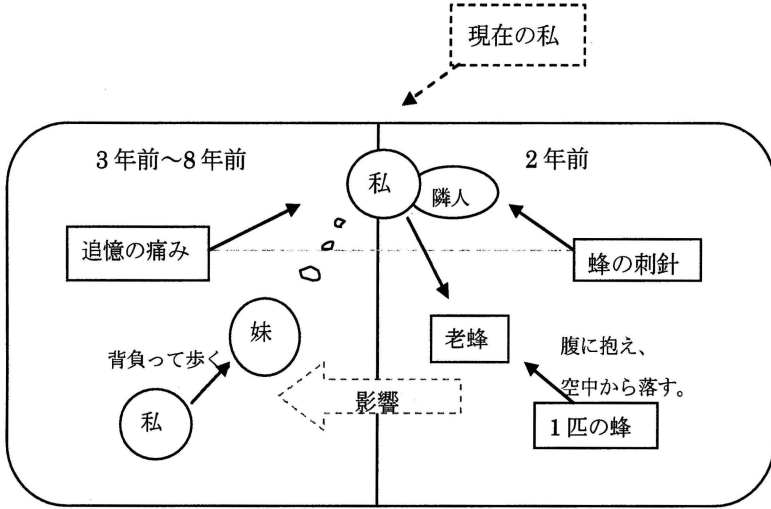 現在の私
3年前~8年前
2年前
私
隣人
追憶の痛み
蜂の刺針
妹
老蜂
背負って歩く
腹に抱え、
空中から落す。
影響
私
1匹の蜂